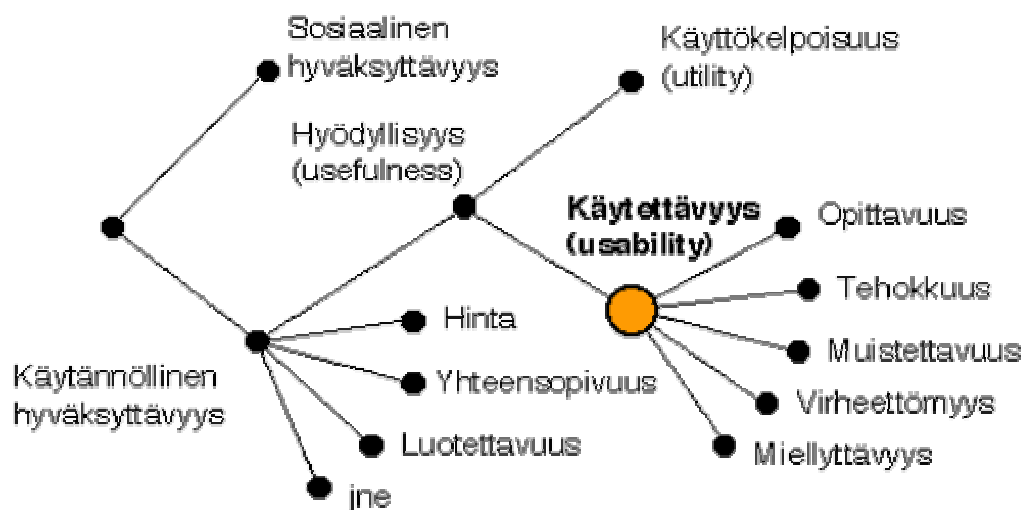 Sosiaalinen
hyväksyttävyys
Käyttökelpoisuus
(utility)
Hyödyllisyys
(usefulness)
Käytettävyys
(usability)
Opittavuus
Tehokkuus
Hinta
Muistettavuus
Käytännöllinen
hyväksyttävyys
Yhteensopivuus
Virheettömyys
Luotettavuus
Miellyttävyys
jne